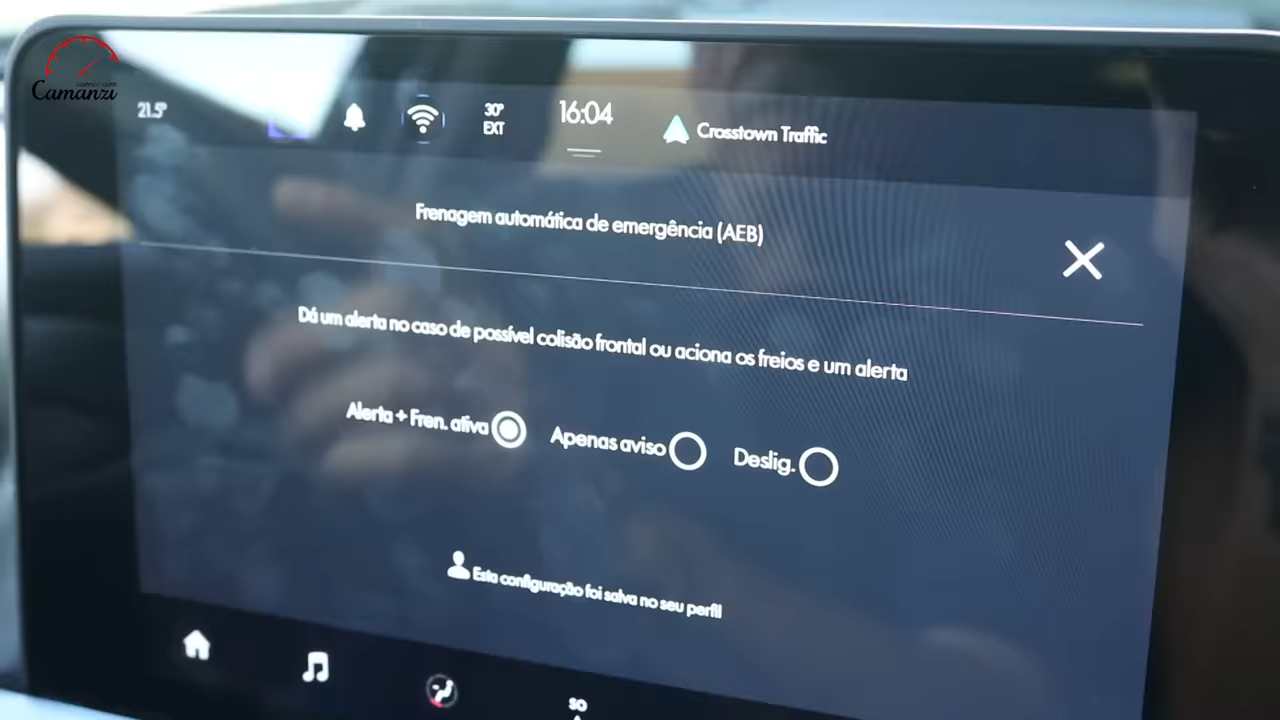 Camanzi
21.5°
30°
EXT
16:04
Crosstown Traffic
Frenagem automática de emergência (AEB)
Dá um alerta no caso de possível colisão frontal ou aciona os freios e um alerta
Alerta + Fren. ativa
Apenas aviso
Deslig.
Esta configuração foi salva no seu perfil